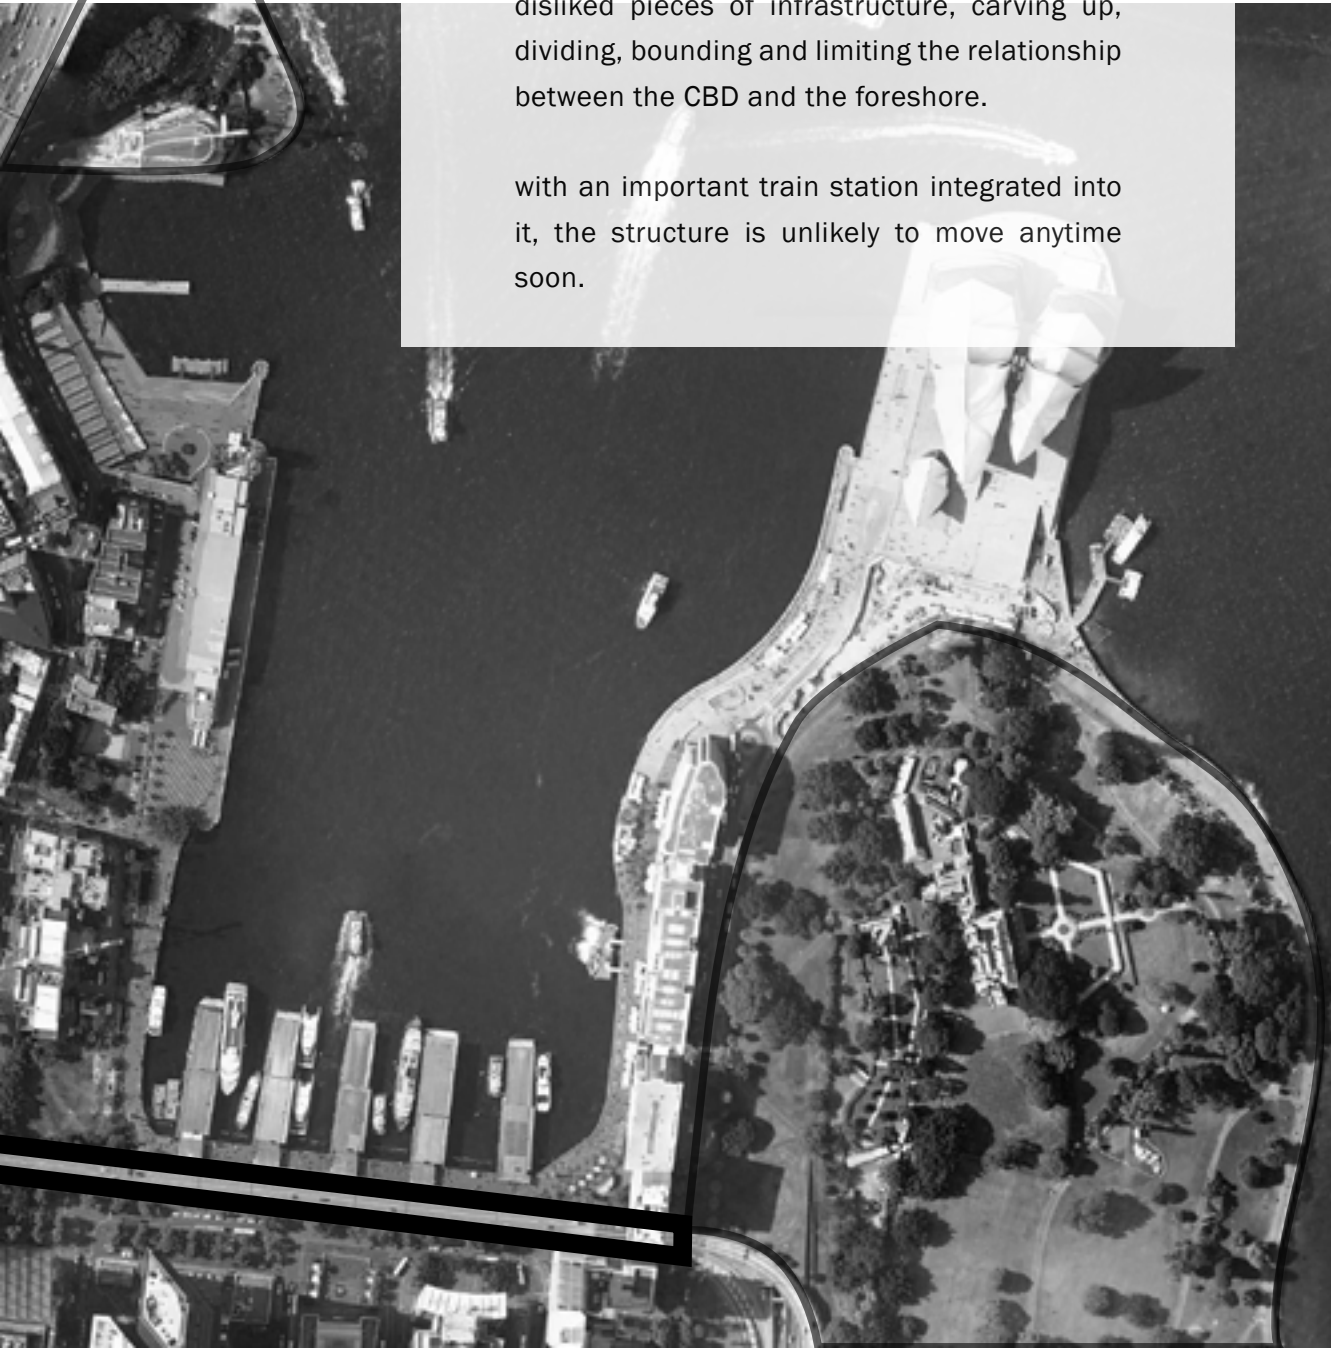 disliked pieces of infrastructure, carving up,
dividing, bounding and limiting the relationship
between the CBD and the foreshore.
with an important train station integrated into
it, the structure is unlikely to move anytime
soon.